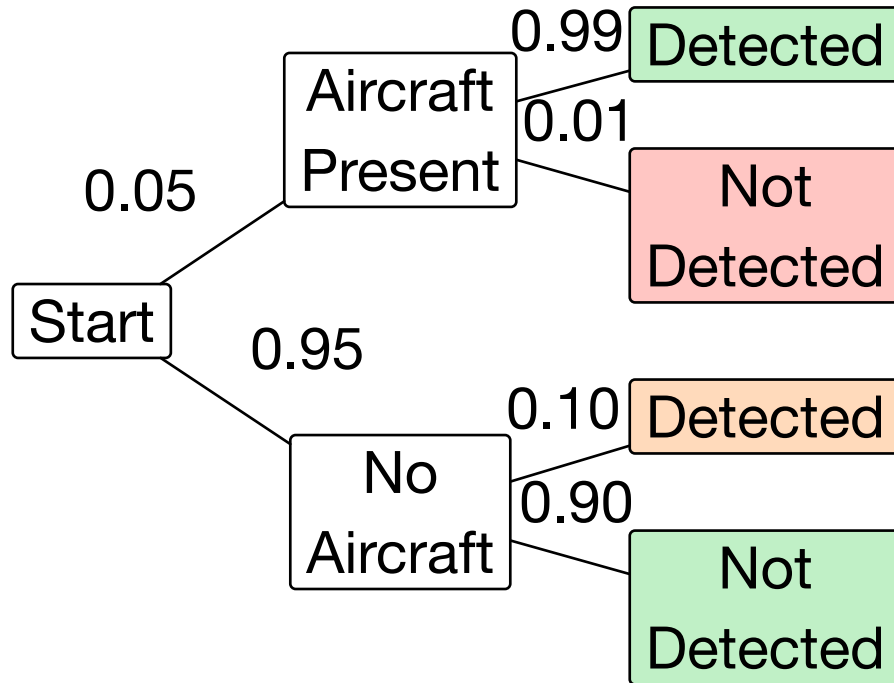 0.99
Detected
Aircraft
Present
0.01
Not
Detected
0.05
Start
0.95
0.10
Detected
No
Aircraft
0.90
Not
Detected